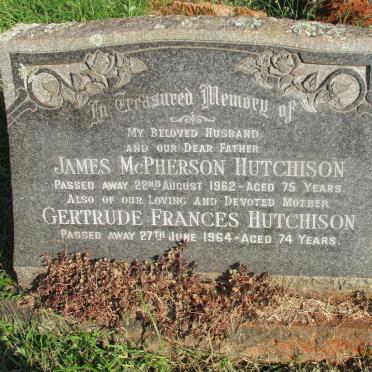 In Treasured Memory of
My Beloved Husband
and our Dear Father
James McPherson Hutchison
Passed away 22nd August 1962 - Aged 75 Years.
Also of our Loving and Devoted Mother
Gertrude Frances Hutchison
Passed away 27th June 1964 - Aged 74 Years.